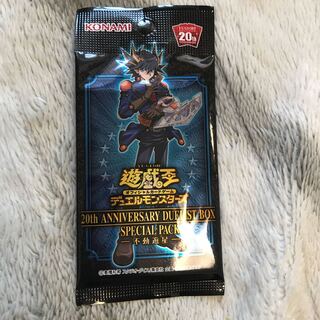 KONAMI
20th
遊戯王
オフィシャルカードゲーム
デュエルモンスターズ
20th ANNIVERSARY DUELIST BOX
SPECIAL PACK
－不動遊星－